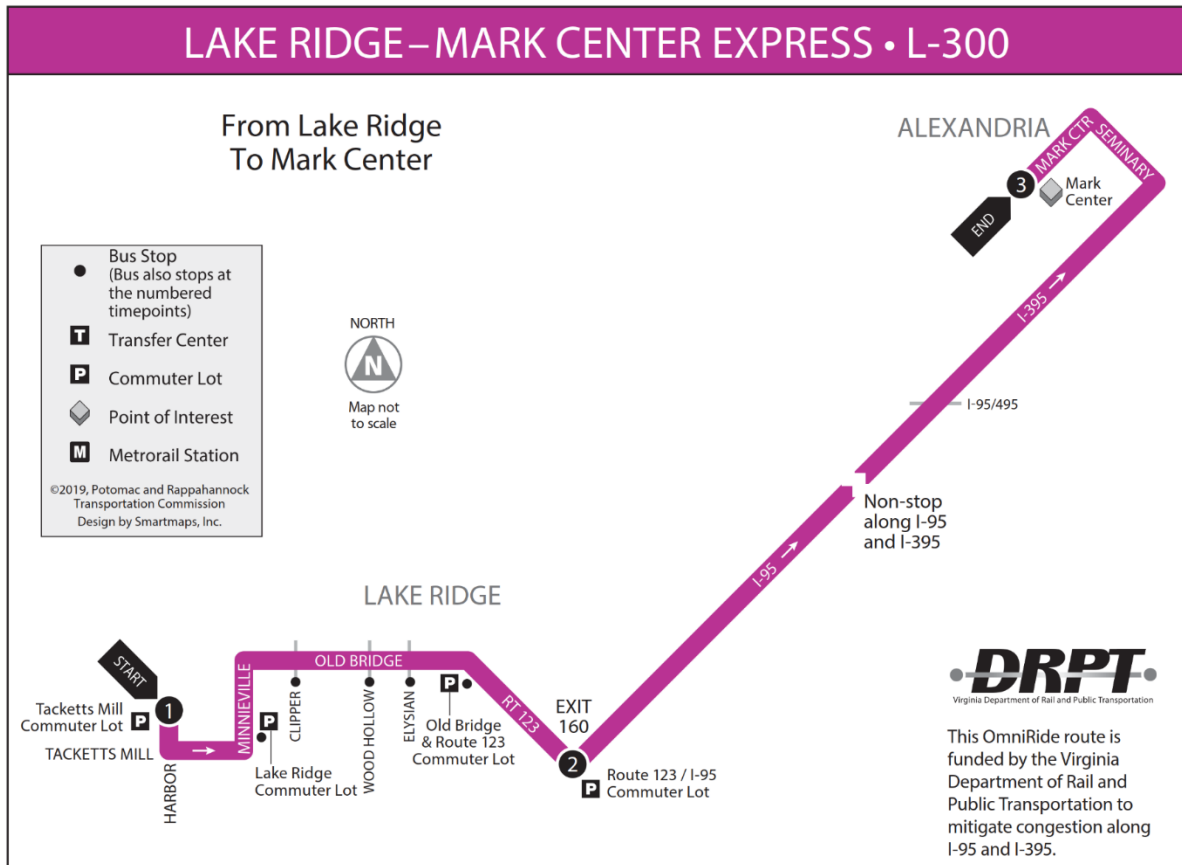 LAKE RIDGE – MARK CENTER EXPRESS • L-300
From Lake Ridge
To Mark Center
ALEXANDRIA
MARK CTR
SEMINARY
3
Mark
Center
END
Bus Stop
(Bus also stops at
the numbered
timepoints)
T
Transfer Center
P
Commuter Lot
Point of Interest
M
Metrorail Station
©2019, Potomac and Rappahannock
Transportation Commission
Design by Smartmaps, Inc.
NORTH
N
Map not
to scale
I-395
I-95/495
Non-stop
along I-95
and I-395
I-95
LAKE RIDGE
START
1
Tacketts Mill
Commuter Lot
P
TACKETTS MILL
HARBOR
MINNIEVILLE
OLD BRIDGE
P
Lake Ridge
Commuter Lot
CLIPPER
WOOD HOLLOW
ELYSIAN
P
Old Bridge
& Route 123
Commuter Lot
RT 123
EXIT
160
2
P
Route 123 / I-95
Commuter Lot
DRPT
Virginia Department of Rail and Public Transportation
This OmniRide route is
funded by the Virginia
Department of Rail and
Public Transportation to
mitigate congestion along
I-95 and I-395.